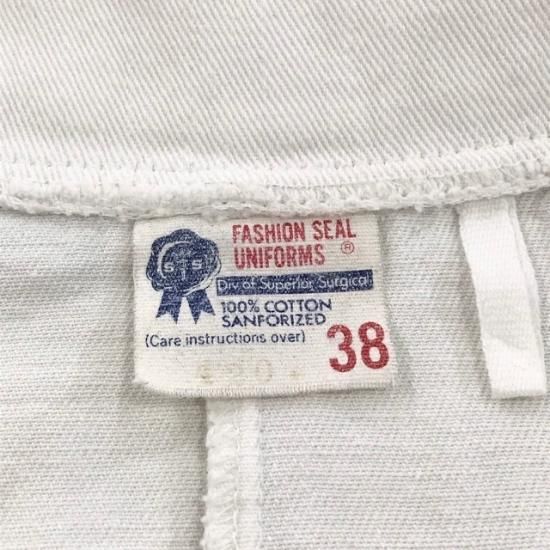 FASHION SEAL
UNIFORMS ®
Div of Superior Surgical
100% COTTON
SANFORIZED
(Care instructions over)
38